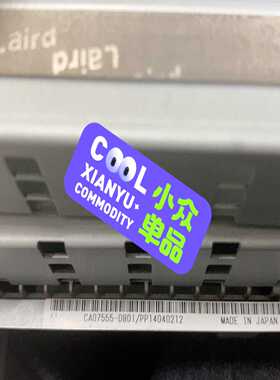 Laird
Laird
COOL
XIANYU·
COMMODITY
小众
单品
CA07555-D801/PP14040212
MADE IN JAPAN